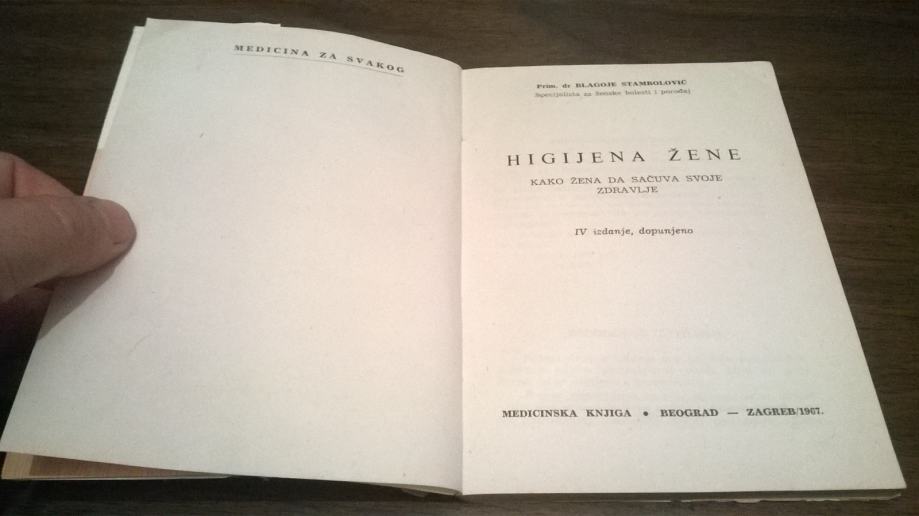 MEDICINA ZA SVAKOG
Prim. dr BLAGOJE STAMBOLOVIĆ
Specijalista za ženske bolesti i porođaj
HIGIJENA ŽENE
KAKO ŽENA DA SAČUVA SVOJE
ZDRAVLJE
IV izdanje, dopunjeno
MEDICINSKA KNJIGA • BEOGRAD — ZAGREB/1967.